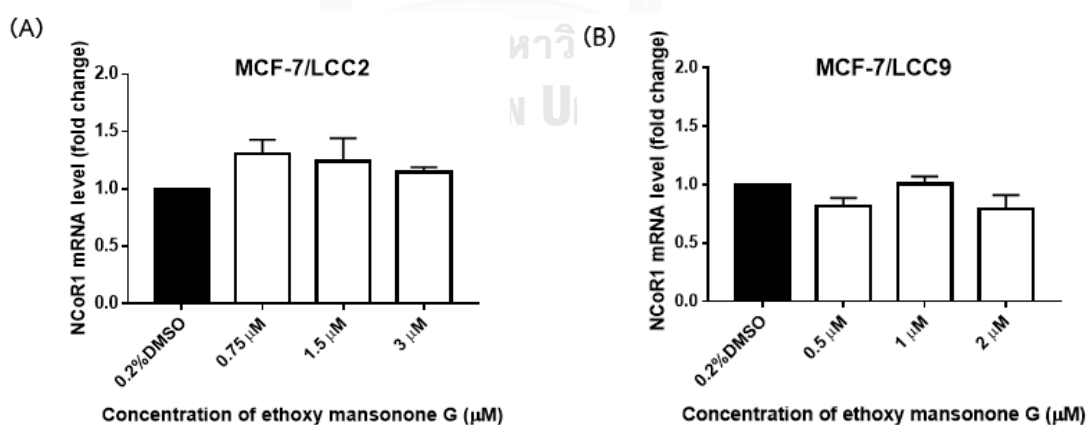 (A)
MCF-7/LCC2
NCoR1 mRNA level (fold change)
2.0
1.5
1.0
0.5
0.0
0.2%DMSO
0.75 μM
1.5 μM
3 μM
Concentration of ethoxy mansonone G (μM)
(B)
MCF-7/LCC9
NCoR1 mRNA level (fold change)
2.0
1.5
1.0
0.5
0.0
0.2%DMSO
0.5 μM
1 μM
2 μM
Concentration of ethoxy mansonone G (μM)